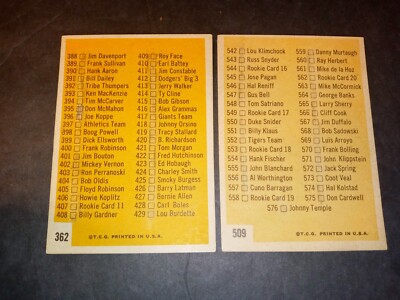 388 Jim Davenport
389 Frank Sullivan
390 Hank Aaron
391 Bill Dailey
392 Tribe Thumpers
393 Ken MacKenzie
394 Tim McCarver
395 Don McMahon
396 Joe Koppe
397 Athletics Team
398 Boog Powell
399 Dick Ellsworth
400 Frank Robinson
401 Jim Bouton
402 Mickey Vernon
403 Ron Perranoski
404 Bob Oldis
405 Floyd Robinson
406 Howie Koplitz
407 Rookie Card 11
408 Billy Gardner
409 Roy Face
410 Earl Battey
411 Jim Constable
412 Dodgers' Big 3
413 Jerry Walker
414 Ty Cline
415 Bob Gibson
416 Alex Grammas
417 Giants Team
418 Johnny Orsino
419 Tracy Stallard
420 B. Richardson
421 Tom Morgan
422 Fred Hutchinson
423 Ed Hobaugh
424 Charley Smith
425 Smoky Burgess
426 Barry Latman
427 Bernie Allen
428 Carl Boles
429 Lou Burdette
362
©T.C.G. PRINTED IN U.S.A.
542 Lou Klimchock
543 Russ Snyder
544 Rookie Card 16
545 Jose Pagan
546 Hal Reniff
547 Gus Bell
548 Tom Satriano
549 Rookie Card 17
550 Duke Snider
551 Billy Klaus
552 Tigers Team
553 Rookie Card 18
554 Hank Fischer
555 John Blanchard
556 Al Worthington
557 Cuno Barragan
558 Rookie Card 19
559 Danny Murtaugh
560 Ray Herbert
561 Mike de la Hoz
562 Rookie Card 20
563 Mike McCormick
564 George Banks
565 Larry Sherry
566 Cliff Cook
567 Jim Duffalo
568 Bob Sadowski
569 Luis Arroyo
570 Frank Bolling
571 John. Klippstein
572 Jack Spring
573 Coot Veal
574 Hal Kolstad
575 Don Cardwell
576 Johnny Temple
509
©T.C.G. PRINTED IN U.S.A.